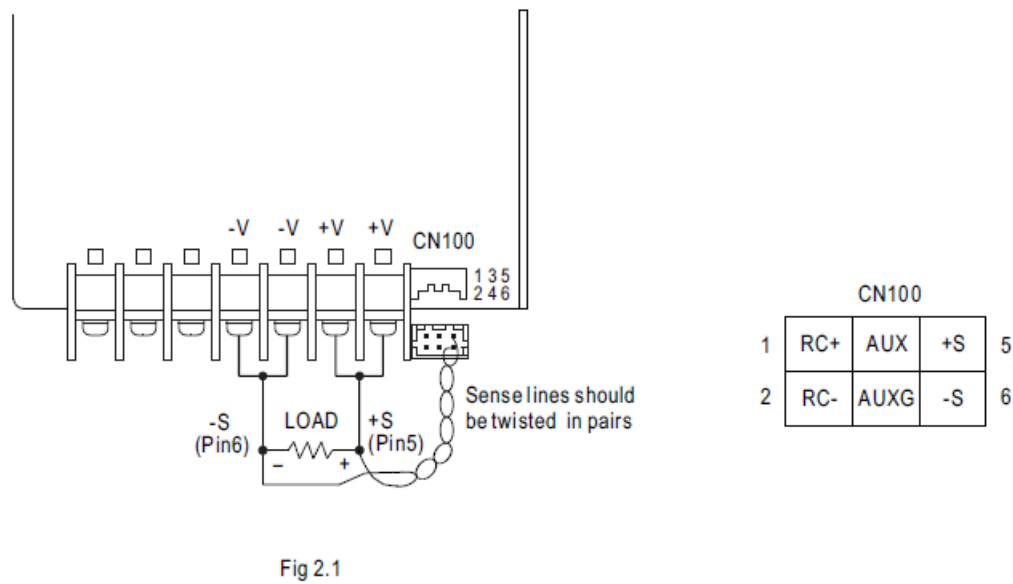 -V -V +V +V
CN100
1 3 5
2 4 6
Sense lines should
be twisted in pairs
-S
(Pin6)
LOAD
+S
(Pin5)
– +
CN100
1 RC+ AUX +S 5
2 RC- AUXG -S 6
Fig 2.1